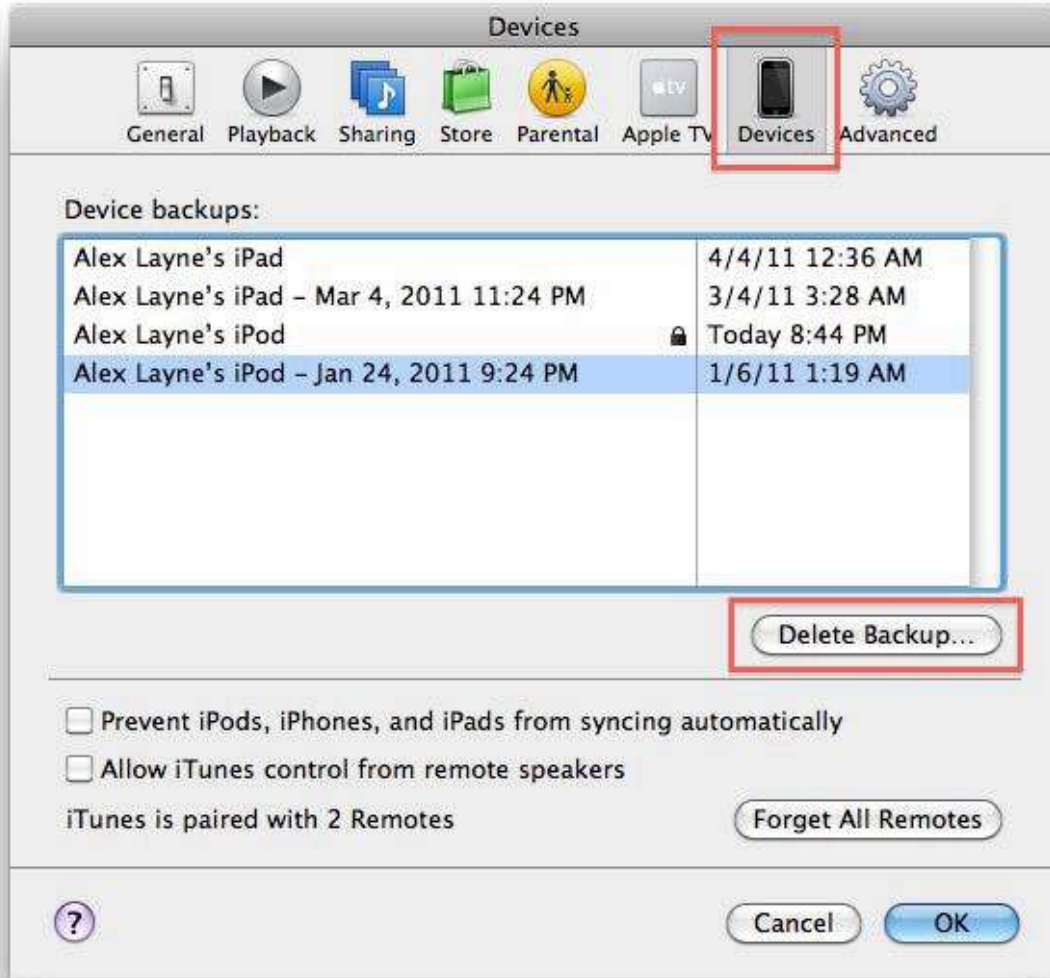 Devices
General Playback Sharing Store Parental Apple TV Devices Advanced
Device backups:
Alex Layne's iPad 4/4/11 12:36 AM
Alex Layne's iPad – Mar 4, 2011 11:24 PM 3/4/11 3:28 AM
Alex Layne's iPod Today 8:44 PM
Alex Layne's iPod – Jan 24, 2011 9:24 PM 1/6/11 1:19 AM
Delete Backup...
Prevent iPods, iPhones, and iPads from syncing automatically
Allow iTunes control from remote speakers
iTunes is paired with 2 Remotes Forget All Remotes
? Cancel OK